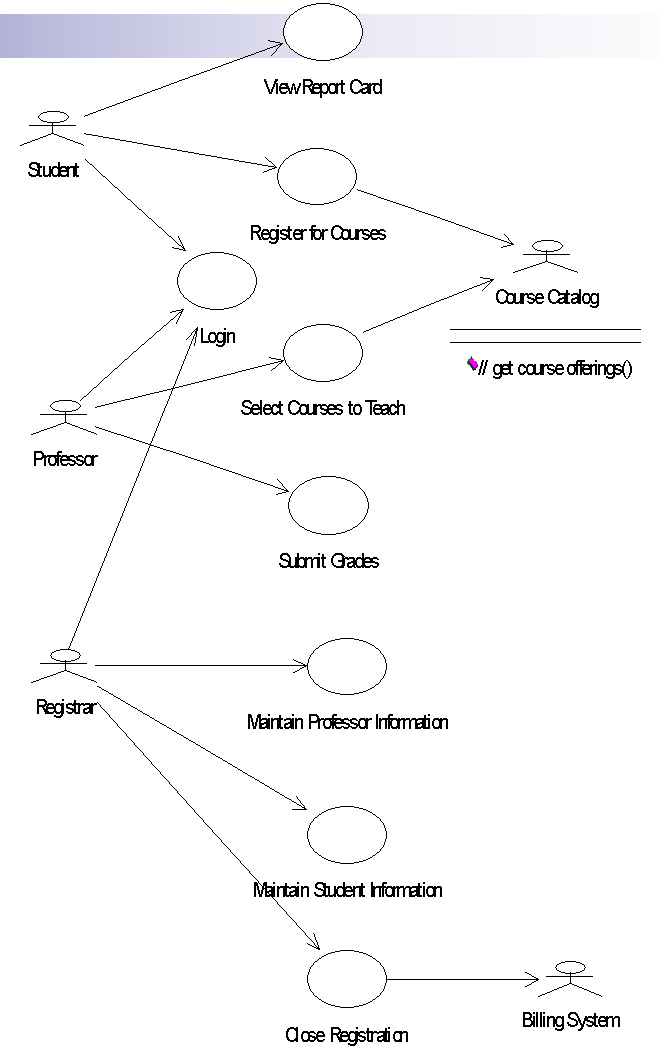 View Report Card
Student
Register for Courses
Course Catalog
Login
// get course offerings()
Select Courses to Teach
Professor
Submit Grades
Registrar
Maintain Professor Information
Maintain Student Information
Close Registration
Billing System